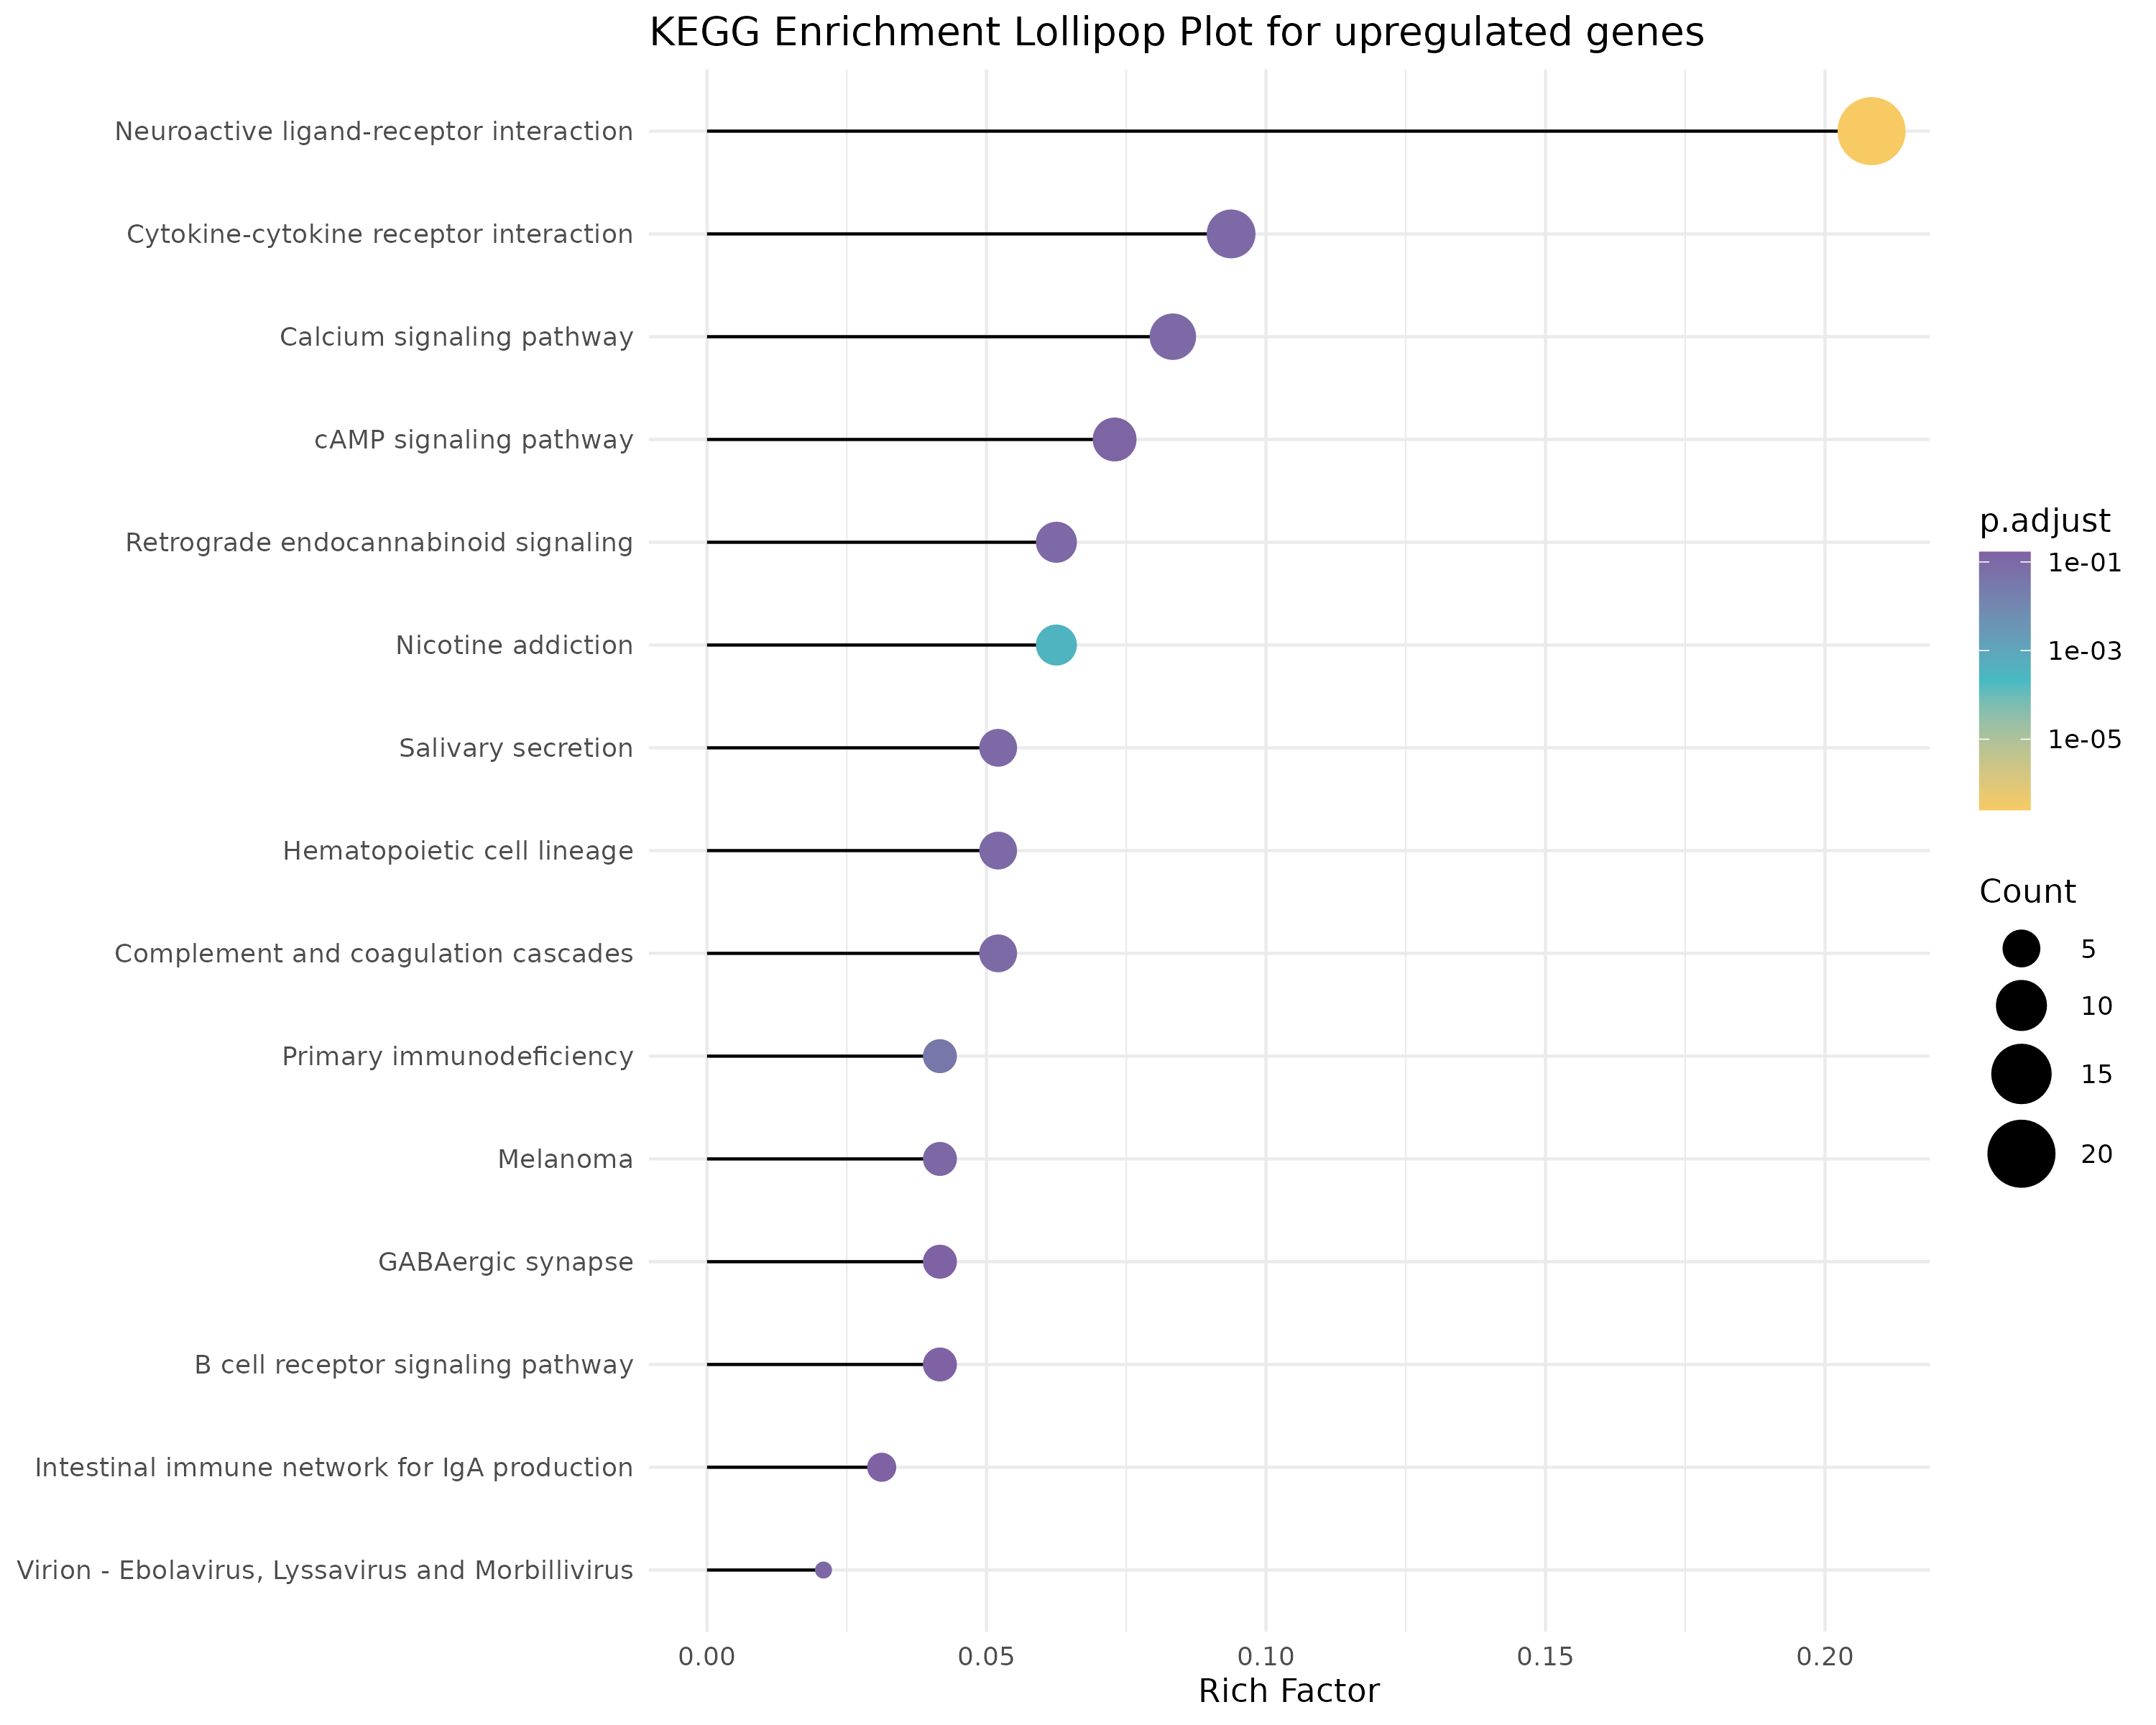 KEGG Enrichment Lollipop Plot for upregulated genes
Neuroactive ligand-receptor interaction
Cytokine-cytokine receptor interaction
Calcium signaling pathway
cAMP signaling pathway
Retrograde endocannabinoid signaling
Nicotine addiction
Salivary secretion
Hematopoietic cell lineage
Complement and coagulation cascades
Primary immunodeficiency
Melanoma
GABAergic synapse
B cell receptor signaling pathway
Intestinal immune network for IgA production
Virion - Ebolavirus, Lyssavirus and Morbillivirus
0.00 0.05 0.10 0.15 0.20
Rich Factor
p.adjust
1e-01
1e-03
1e-05
Count
5
10
15
20